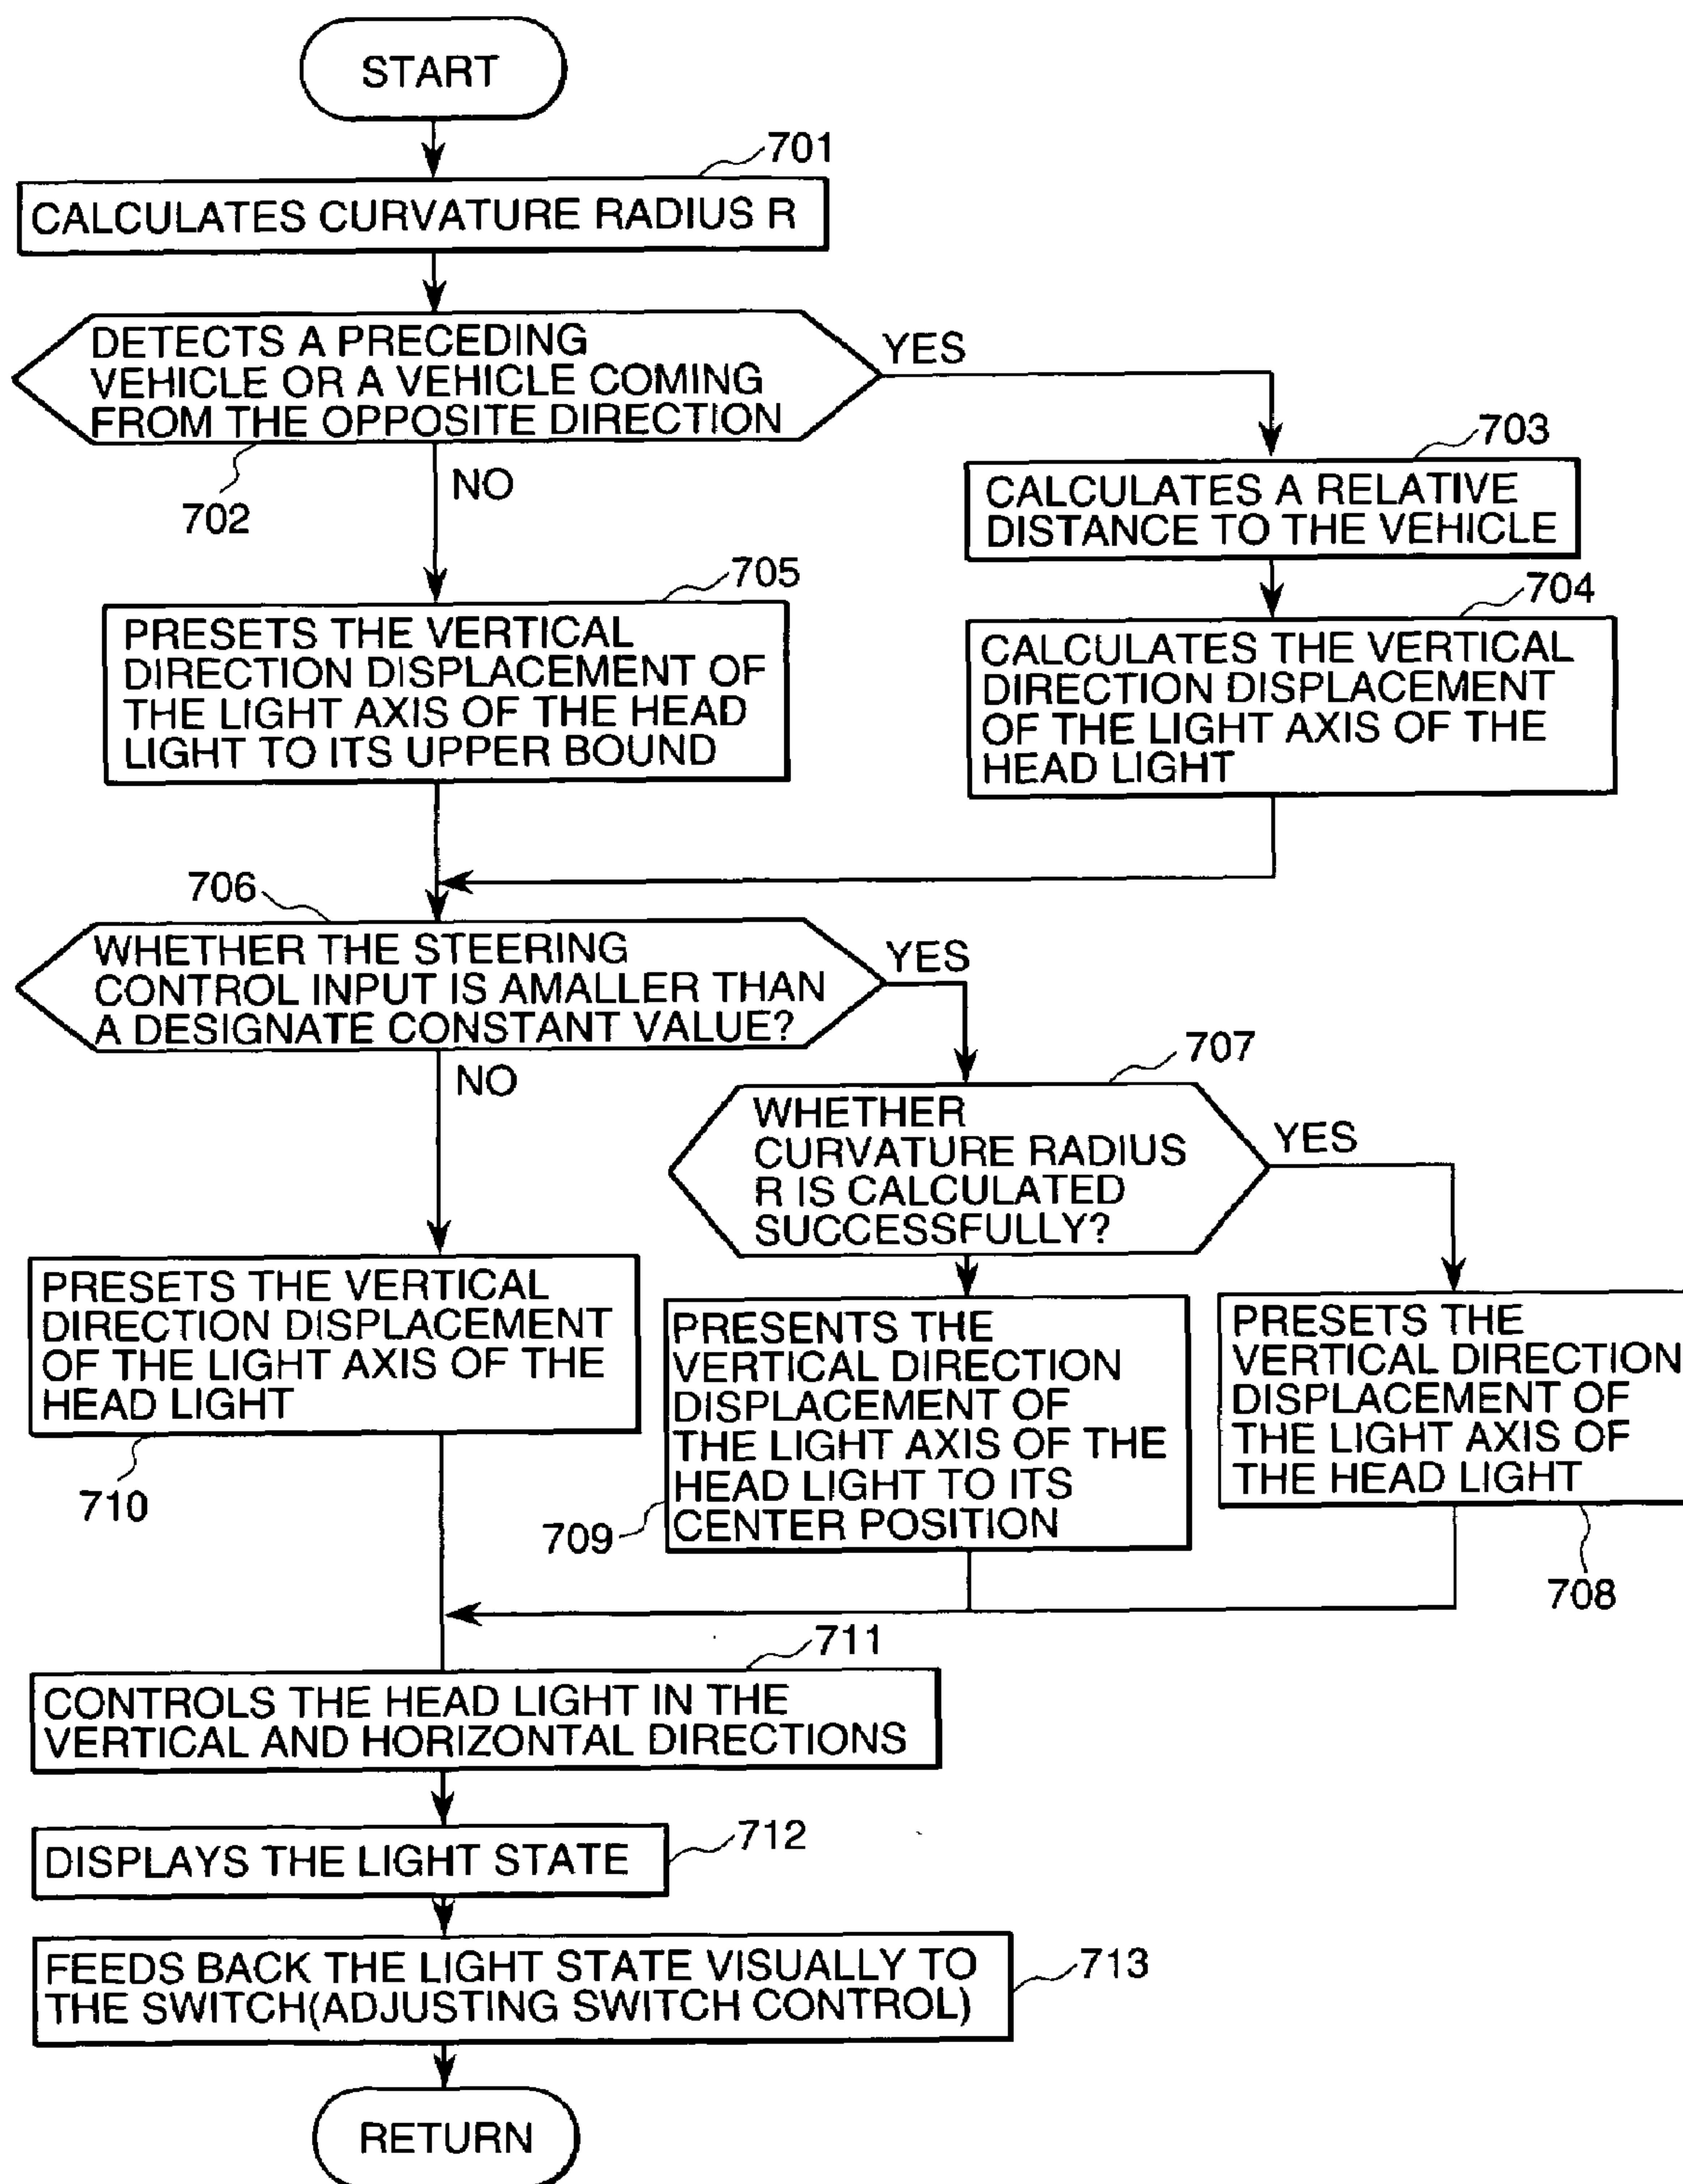 START
701
CALCULATES CURVATURE RADIUS R
DETECTS A PRECEDING
VEHICLE OR A VEHICLE COMING
FROM THE OPPOSITE DIRECTION
YES
702
NO
703
CALCULATES A RELATIVE
DISTANCE TO THE VEHICLE
705
PRESETS THE VERTICAL
DIRECTION DISPLACEMENT OF
THE LIGHT AXIS OF THE HEAD
LIGHT TO ITS UPPER BOUND
704
CALCULATES THE VERTICAL
DIRECTION DISPLACEMENT
OF THE LIGHT AXIS OF THE
HEAD LIGHT
706
WHETHER THE STEERING
CONTROL INPUT IS AMALLER THAN
A DESIGNATE CONSTANT VALUE?
YES
NO
707
WHETHER
CURVATURE RADIUS
R IS CALCULATED
SUCCESSFULLY?
YES
PRESETS THE VERTICAL
DIRECTION DISPLACEMENT
OF THE LIGHT AXIS OF THE
HEAD LIGHT
710
PRESENTS THE
VERTICAL DIRECTION
DISPLACEMENT OF
THE LIGHT AXIS OF THE
HEAD LIGHT TO ITS
CENTER POSITION
709
PRESETS THE
VERTICAL DIRECTION
DISPLACEMENT OF
THE LIGHT AXIS OF
THE HEAD LIGHT
708
711
CONTROLS THE HEAD LIGHT IN THE
VERTICAL AND HORIZONTAL DIRECTIONS
DISPLAYS THE LIGHT STATE
712
FEEDS BACK THE LIGHT STATE VISUALLY TO
THE SWITCH(ADJUSTING SWITCH CONTROL)
713
RETURN